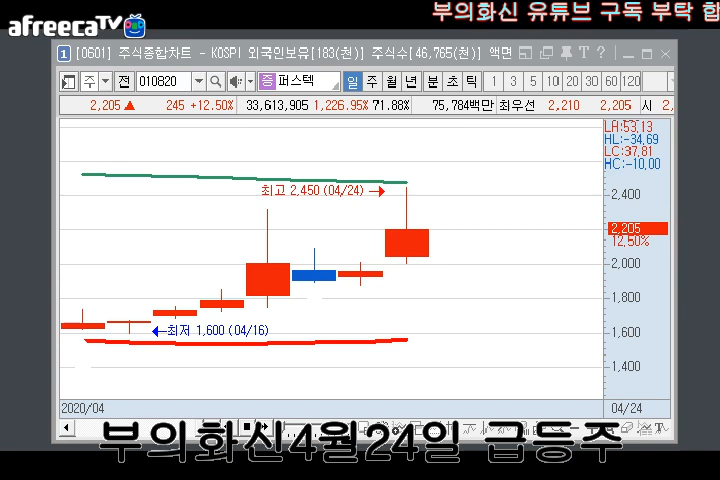 부의화신 유튜브 구독 부탁 합
afreecaTV
1 [0601] 주식종합차트 - KOSPI 외국인보유[183(천)] 주식수[46,765(천)] 액면
주 전 010820 증 퍼스텍 일 주 월 년 분 초 틱 1 3 5 10 20 30 60 120
2,205 ▲ 245 +12.50% 33,613,905 1,226.95% 71.88% 75,784백만 최우선 2,210 2,205 시 2,
LA:53,13
HL:-34,69
LC:37,81
HC:-10,00
최고 2,450 (04/24) →
2,400
2,205
12,50%
2,000
1,800
←최저 1,600 (04/16)
1,600
1,400
2020/04
04/24
부의화신4월24일 급등주